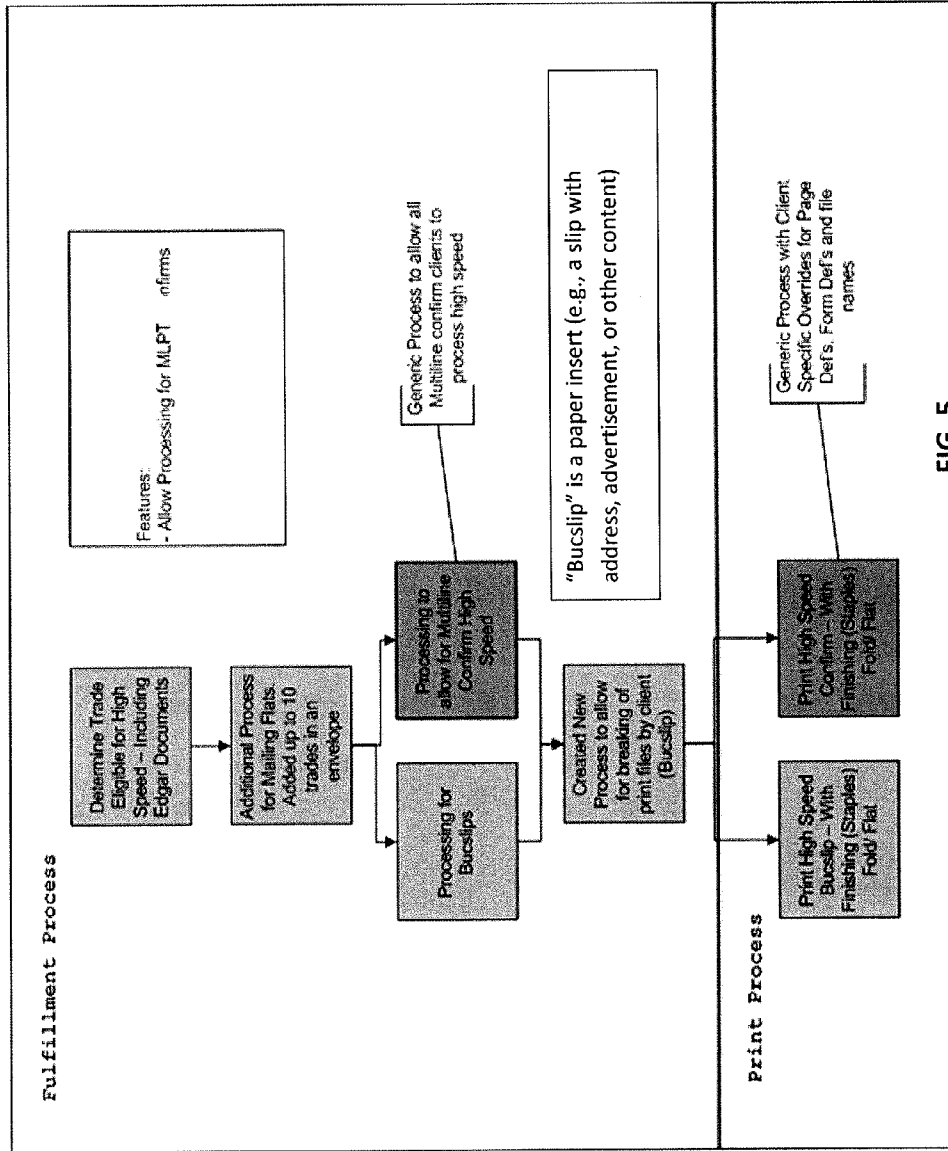 Fulfillment Process
Determine Trade
Eligible for High
Speed – Including
Edgar Documents
Features:
- Allow Processing for MLPT nfirms
Additional Process
for Mailing Flats.
Added up to 10
trades in an
envelope
Processing for
Bucslips
Processing to
allow for Multiline
Confirm High
Speed
Generic Process to allow all
Multiline confirm clients to
process high speed
Created New
Process to allow
for breaking of
print files by client
(Bucslip)
"Bucslip" is a paper insert (e.g., a slip with
address, advertisement, or other content)
Print Process
Print High Speed
Bucslip – With
Finishing (Staples)
Fold/ Flat
Print High Speed
Confirm – With
Finishing (Staples)
Fold/ Flat
Generic Process with Client
Specific Overrides for Page
Def's, Form Def's and file
names
FIG. 5